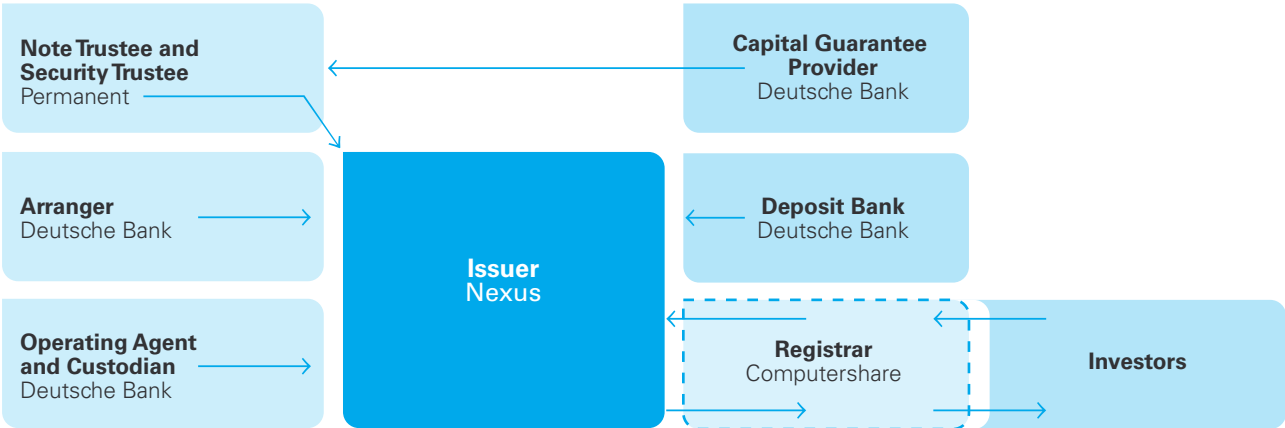 Note Trustee and
Security Trustee
Permanent
Capital Guarantee
Provider
Deutsche Bank
Arranger
Deutsche Bank
Issuer
Nexus
Deposit Bank
Deutsche Bank
Operating Agent
and Custodian
Deutsche Bank
Registrar
Computershare
Investors